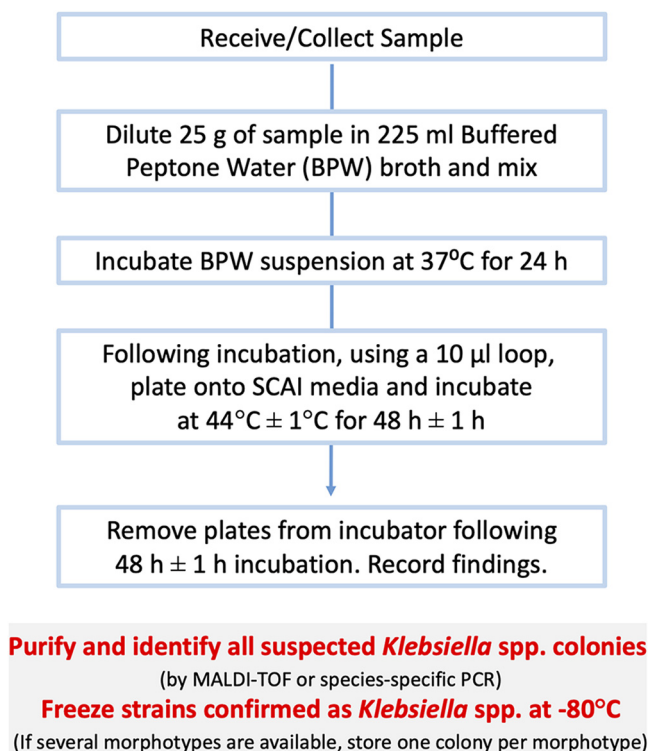 Receive/Collect Sample
Dilute 25 g of sample in 225 ml Buffered
Peptone Water (BPW) broth and mix
Incubate BPW suspension at 37⁰C for 24 h
Following incubation, using a 10 µl loop,
plate onto SCAI media and incubate
at 44°C ± 1°C for 48 h ± 1 h
Remove plates from incubator following
48 h ± 1 h incubation. Record findings.
Purify and identify all suspected Klebsiella spp. colonies
(by MALDI-TOF or species-specific PCR)
Freeze strains confirmed as Klebsiella spp. at -80°C
(If several morphotypes are available, store one colony per morphotype)